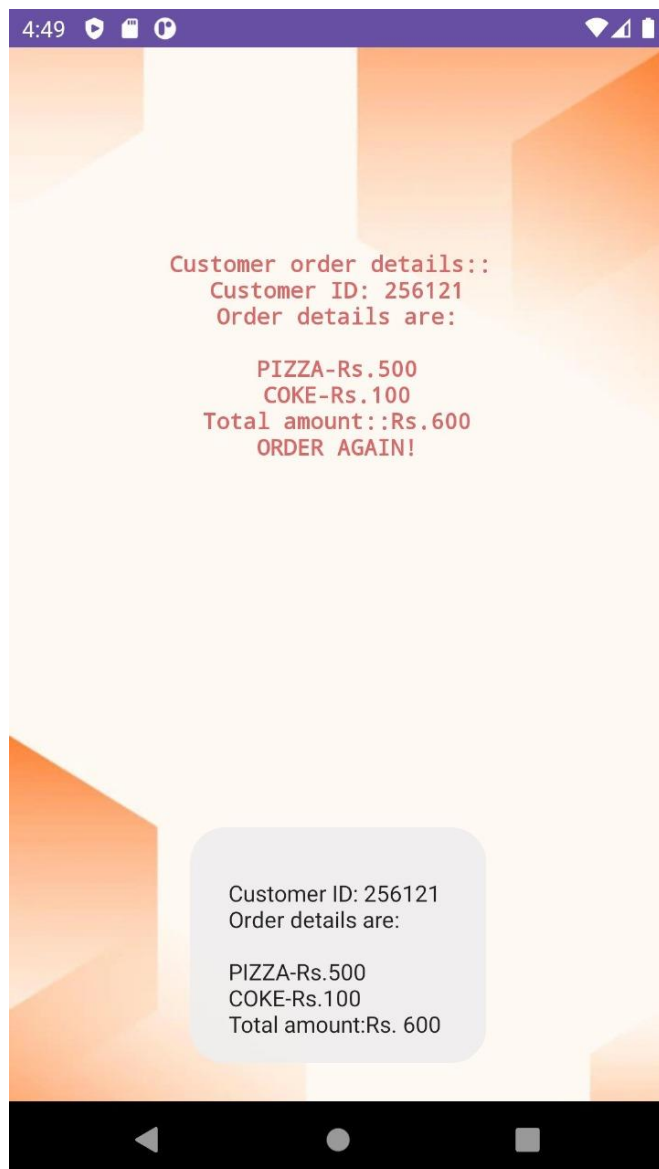 4:49
Customer order details::
Customer ID: 256121
Order details are:
PIZZA-Rs.500
COKE-Rs.100
Total amount::Rs.600
ORDER AGAIN!
Customer ID: 256121
Order details are:
PIZZA-Rs.500
COKE-Rs.100
Total amount:Rs. 600